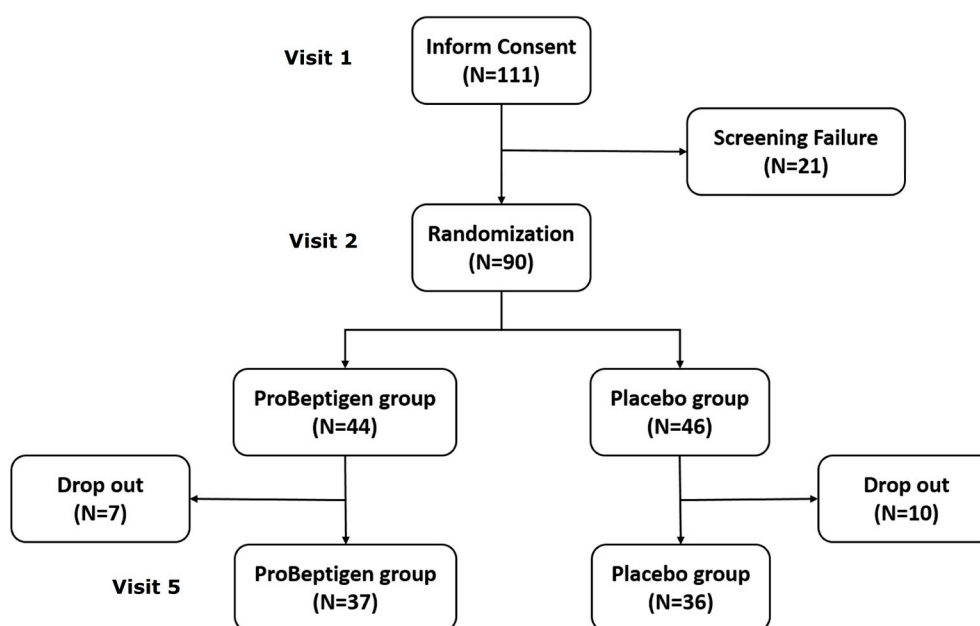 Visit 1
Inform Consent
(N=111)
Screening Failure
(N=21)
Visit 2
Randomization
(N=90)
ProBeptigen group
(N=44)
Placebo group
(N=46)
Drop out
(N=7)
Drop out
(N=10)
Visit 5
ProBeptigen group
(N=37)
Placebo group
(N=36)